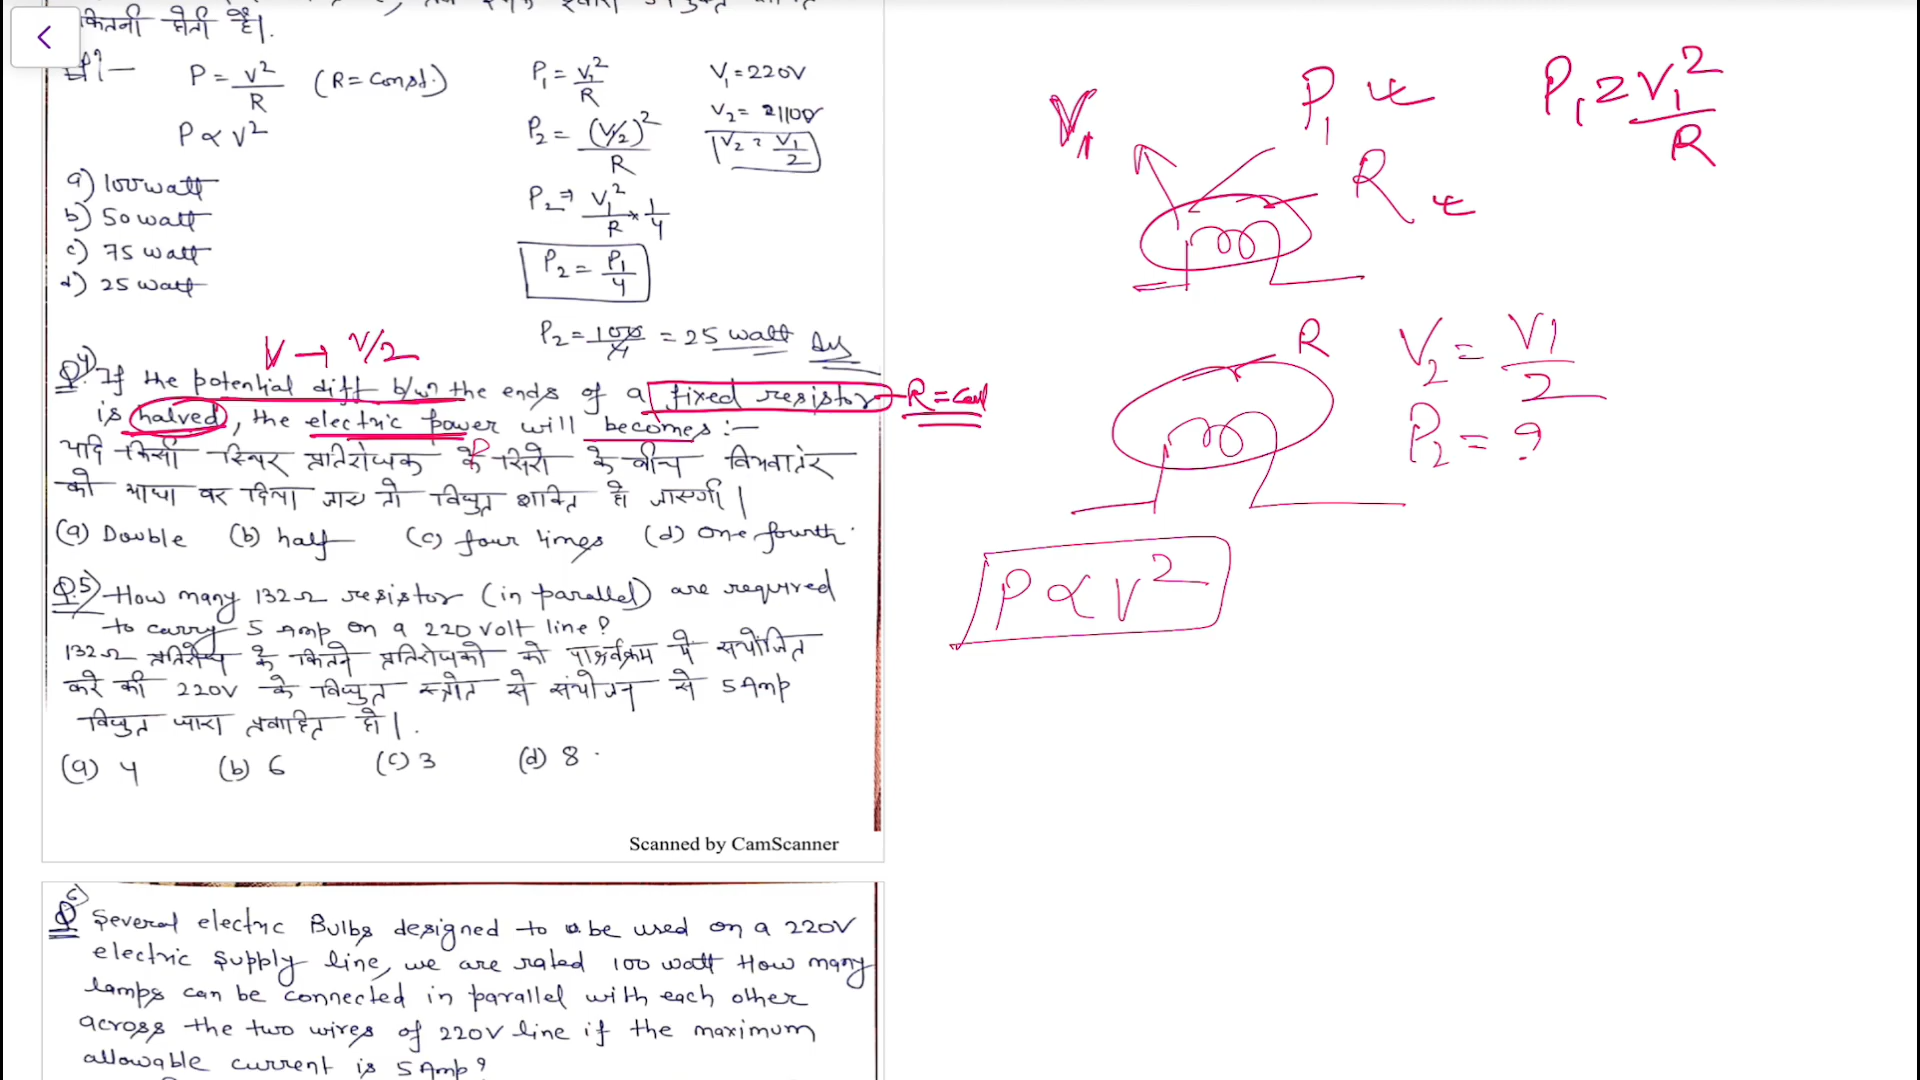 कितनी होती है।
P = V²/R (R = Const.)
P ∝ V²
P₁ = V₁²/R
V₁ = 220V
P₂ = (V/2)²/R
V₂ = 110V
V₂ = V₁/2
P₂ ⇒ V₁²/R × 1/4
P₂ = P₁/4
a) 100 watt
b) 50 watt
c) 75 watt
d) 25 watt
P₂ = 100/4 = 25 watt Ans
V → V/2
Q.4) If the potential diff b/w the ends of a fixed resistor
is halved, the electric power will becomes :-
R = Const
P
यदि किसी स्थिर प्रतिरोधक के सिरों के बीच विभवांतर
को आधा कर दिया जाए तो विद्युत शक्ति हो जाएगी।
(a) Double (b) half (c) four times (d) one fourth
Q.5) How many 132Ω resistor (in parallel) are required
to carry 5 Amp on a 220 Volt line?
132Ω प्रतिरोध के कितने प्रतिरोधको को पार्श्वक्रम में संयोजित
करे की 220V के विद्युत स्त्रोत से संयोजन से 5 Amp
विद्युत धारा प्रवाहित हो।
(a) 4 (b) 6 (c) 3 (d) 8
Scanned by CamScanner
Q6) Several electric Bulbs designed to be used on a 220V
electric supply line, we are rated 100 watt How many
lamps can be connected in parallel with each other
across the two wires of 220V line if the maximum
allowable current is 5 Amp?
V₁
P₁
P₁ = V₁²/R
R
R
V₂ = V1/2
P₂ = ?
P ∝ V²